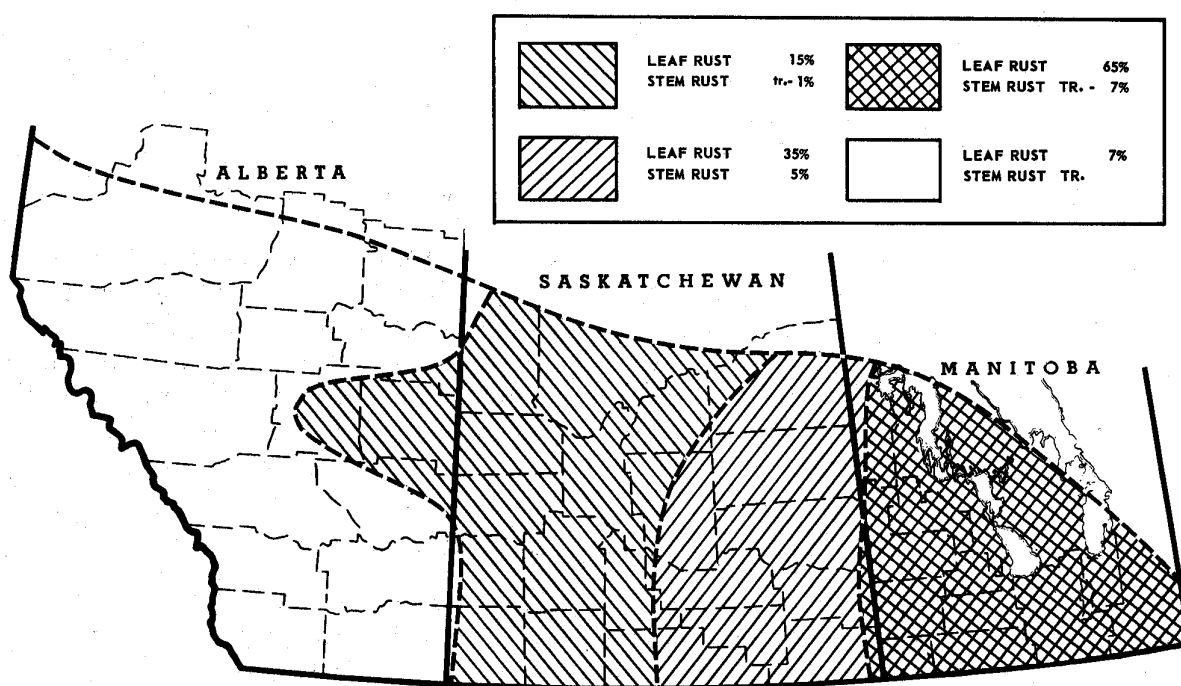 LEAF RUST 15%
STEM RUST tr.- 1%
LEAF RUST 65%
STEM RUST TR. - 7%
LEAF RUST 35%
STEM RUST 5%
LEAF RUST 7%
STEM RUST TR.
ALBERTA
SASKATCHEWAN
MANITOBA